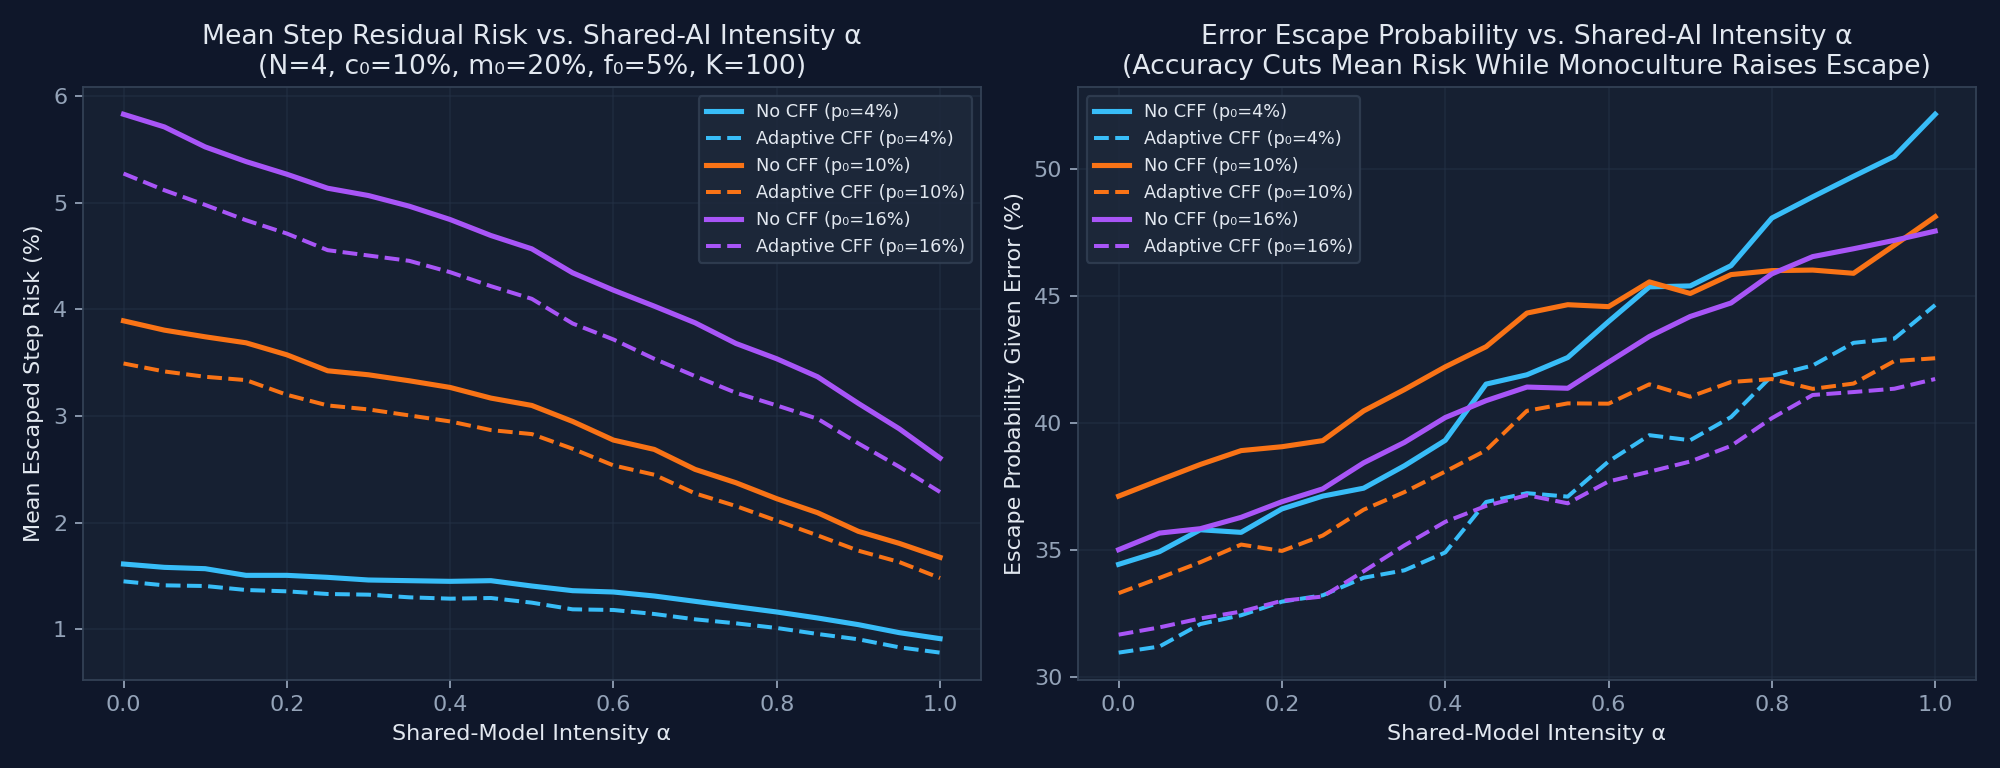 Mean Step Residual Risk vs. Shared-AI Intensity α
(N=4, c₀=10%, m₀=20%, f₀=5%, K=100)
6
5
4
3
2
1
Mean Escaped Step Risk (%)
No CFF (p₀=4%)
Adaptive CFF (p₀=4%)
No CFF (p₀=10%)
Adaptive CFF (p₀=10%)
No CFF (p₀=16%)
Adaptive CFF (p₀=16%)
0.0 0.2 0.4 0.6 0.8 1.0
Shared-Model Intensity α
Error Escape Probability vs. Shared-AI Intensity α
(Accuracy Cuts Mean Risk While Monoculture Raises Escape)
50
45
40
35
30
Escape Probability Given Error (%)
No CFF (p₀=4%)
Adaptive CFF (p₀=4%)
No CFF (p₀=10%)
Adaptive CFF (p₀=10%)
No CFF (p₀=16%)
Adaptive CFF (p₀=16%)
0.0 0.2 0.4 0.6 0.8 1.0
Shared-Model Intensity α